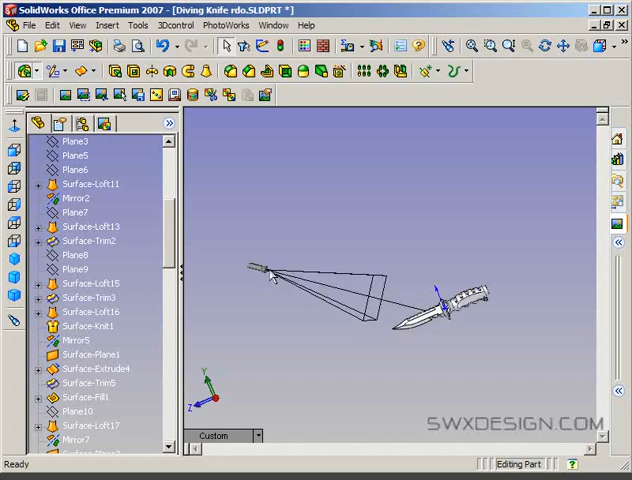 SolidWorks Office Premium 2007 - [Diving Knife rdo.SLDPRT *]
File Edit View Insert Tools 3Dcontrol PhotoWorks Window Help
Plane3
Plane5
Plane6
Surface-Loft11
Mirror2
Plane7
Surface-Loft13
Surface-Trim2
Plane8
Plane9
Surface-Loft15
Surface-Trim3
Surface-Loft16
Surface-Knit1
Mirror5
Surface-Plane1
Surface-Extrude4
Surface-Trim5
Surface-Fill1
Plane10
Surface-Loft17
Mirror7
Y
Z
SWXDESIGN.COM
Custom
Ready
Editing Part